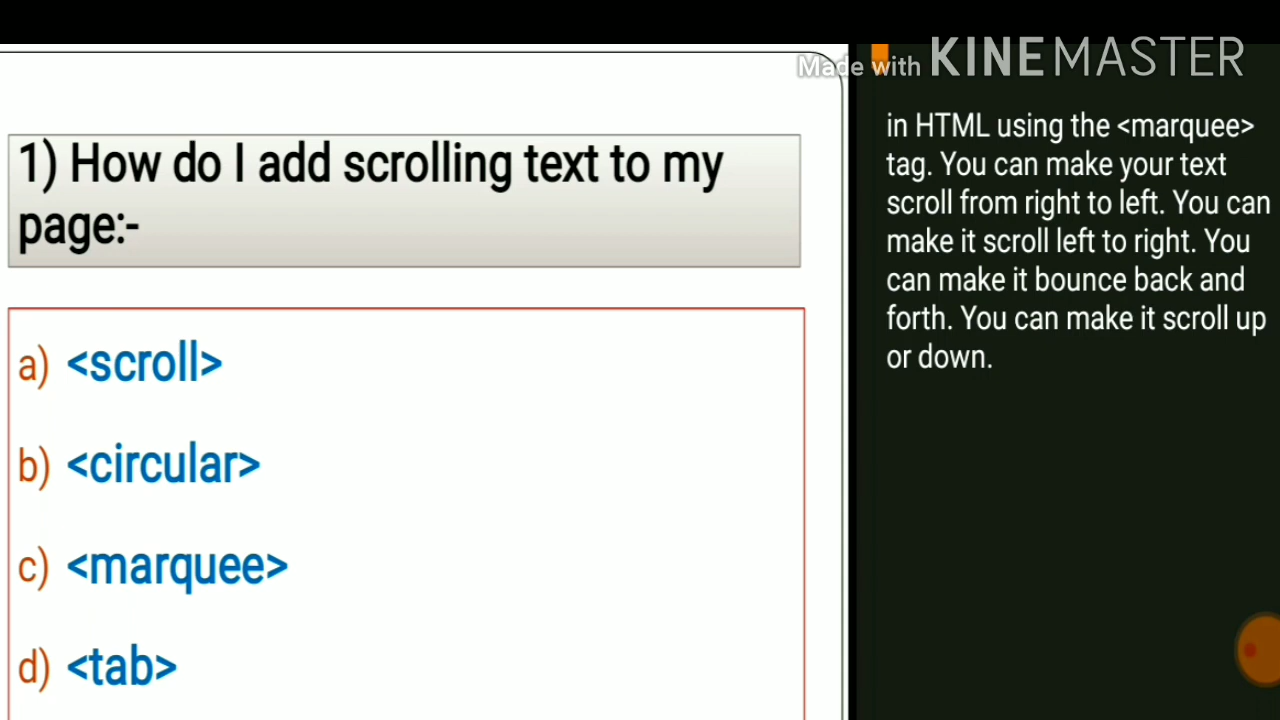 Made with KINEMASTER
1) How do I add scrolling text to my
page:-
a) <scroll>
b) <circular>
c) <marquee>
d) <tab>
in HTML using the <marquee>
tag. You can make your text
scroll from right to left. You can
make it scroll left to right. You
can make it bounce back and
forth. You can make it scroll up
or down.